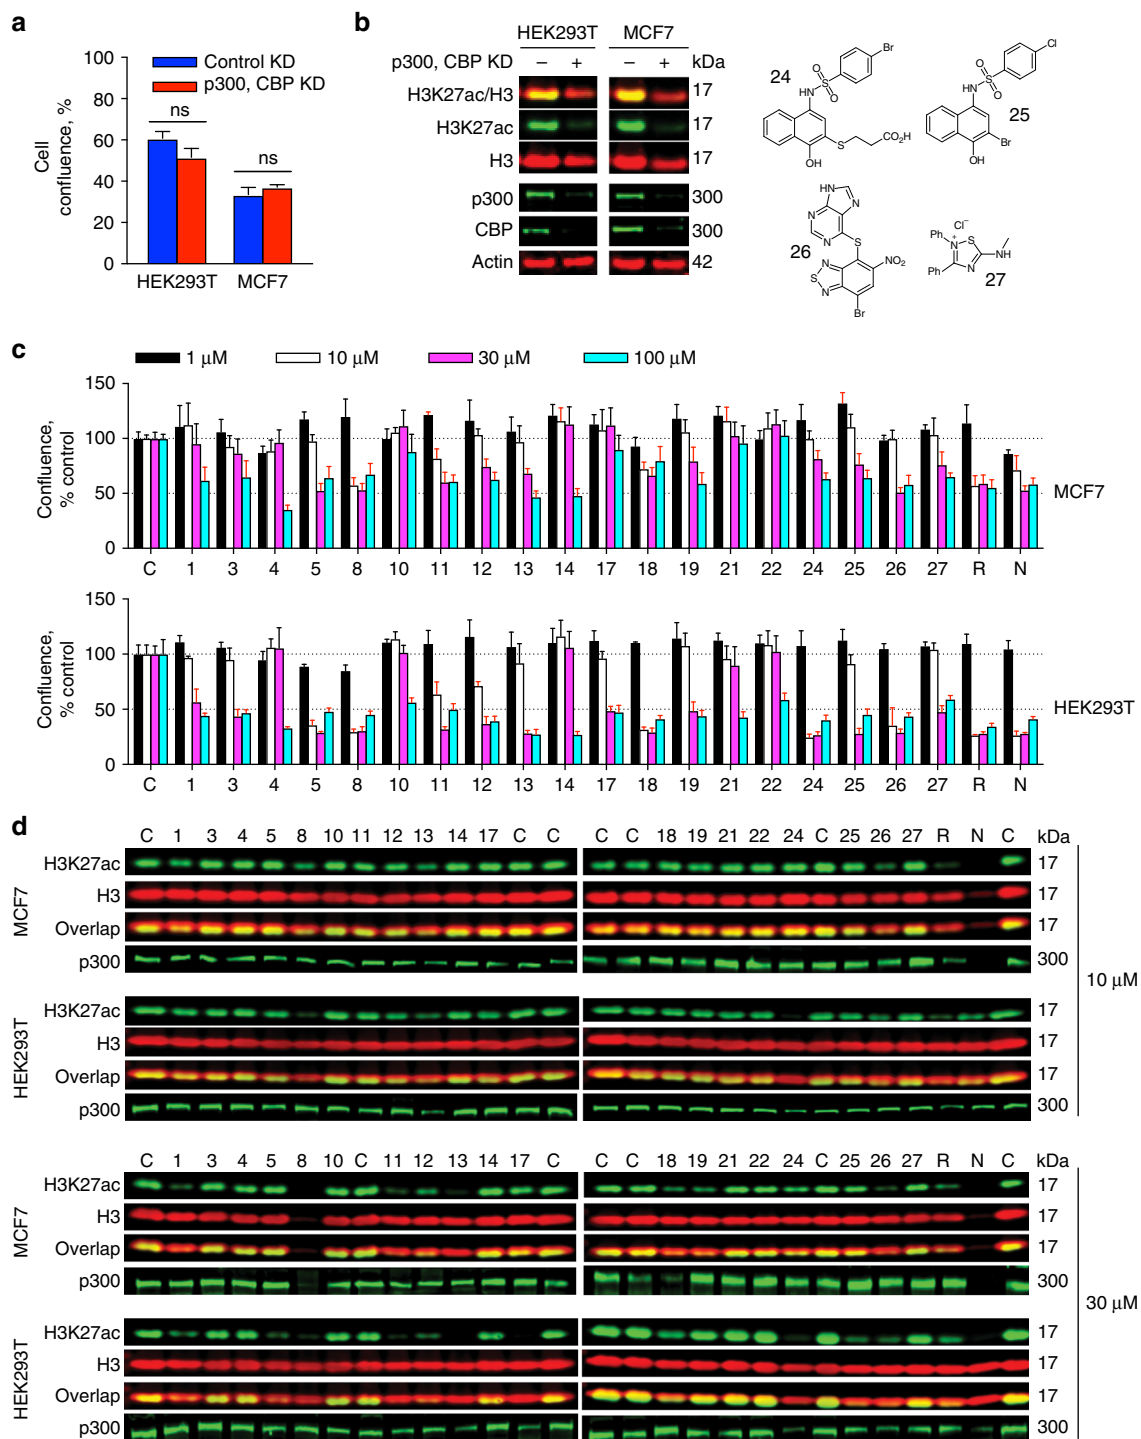 a
100
80
60
40
20
0
Cell
confluence, %
Control KD
p300, CBP KD
ns
ns
HEK293T MCF7
b
HEK293T MCF7
p300, CBP KD – + – + kDa
H3K27ac/H3 17
H3K27ac 17
H3 17
p300 300
CBP 300
Actin 42
24
Br
HN
S
O
O
S
CO2H
OH
25
Cl
HN
S
O
O
Br
OH
26
HN
N
N
N
S
S
N
N
NO2
Br
27
Cl–
Ph
N
+
S
Ph
N
NH
c
1 μM 10 μM 30 μM 100 μM
150
100
50
0
Confluence,
% control
MCF7
C 1 3 4 5 8 10 11 12 13 14 17 18 19 21 22 24 25 26 27 R N
150
100
50
0
Confluence,
% control
HEK293T
C 1 3 4 5 8 10 11 12 13 14 17 18 19 21 22 24 25 26 27 R N
d
C 1 3 4 5 8 10 11 12 13 14 17 C C C C 18 19 21 22 24 C 25 26 27 R N C kDa
MCF7
H3K27ac 17
H3 17
Overlap 17
p300 300
10 μM
HEK293T
H3K27ac 17
H3 17
Overlap 17
p300 300
C 1 3 4 5 8 10 C 11 12 13 14 17 C C C 18 19 21 22 24 C 25 26 27 R N C kDa
MCF7
H3K27ac 17
H3 17
Overlap 17
p300 300
30 μM
HEK293T
H3K27ac 17
H3 17
Overlap 17
p300 300